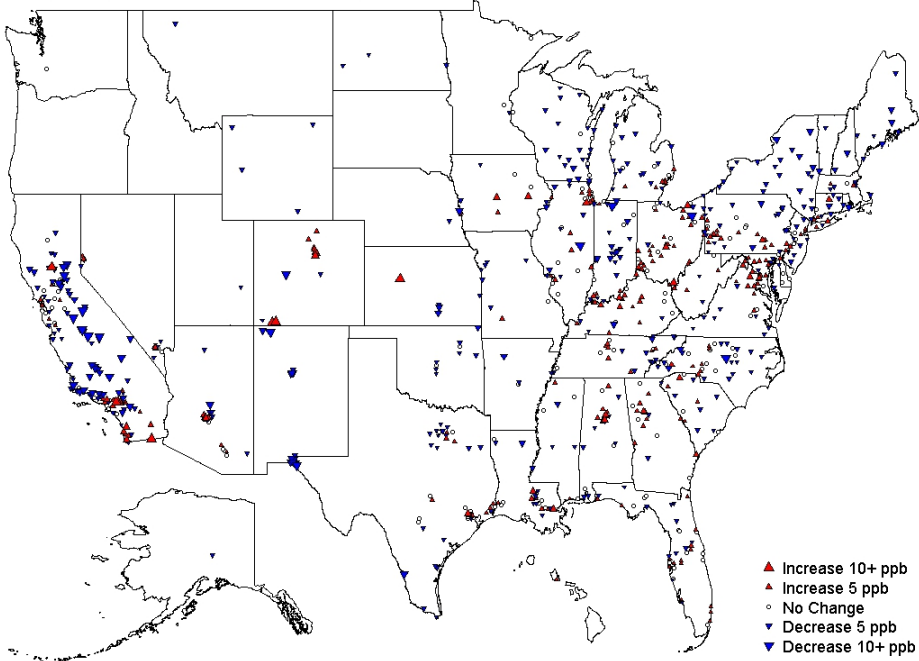 Increase 10+ ppb
Increase 5 ppb
No Change
Decrease 5 ppb
Decrease 10+ ppb